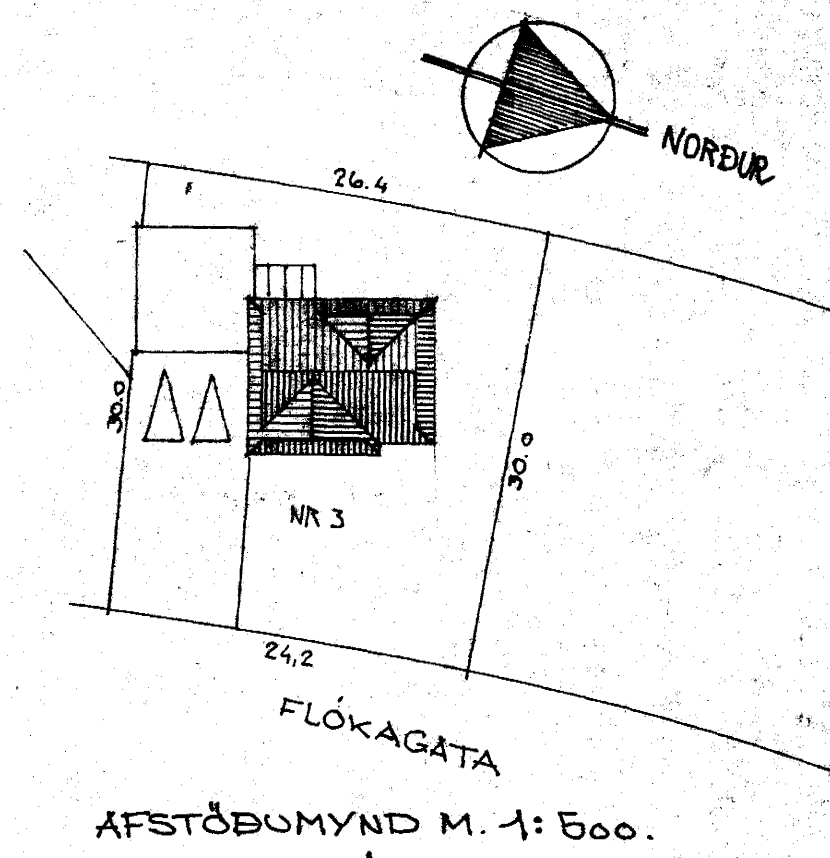 NORÐUR
26.4
30.0
30.0
NR 3
24,2
FLÓKAGATA
AFSTÖÐUMYND M. 1:500.